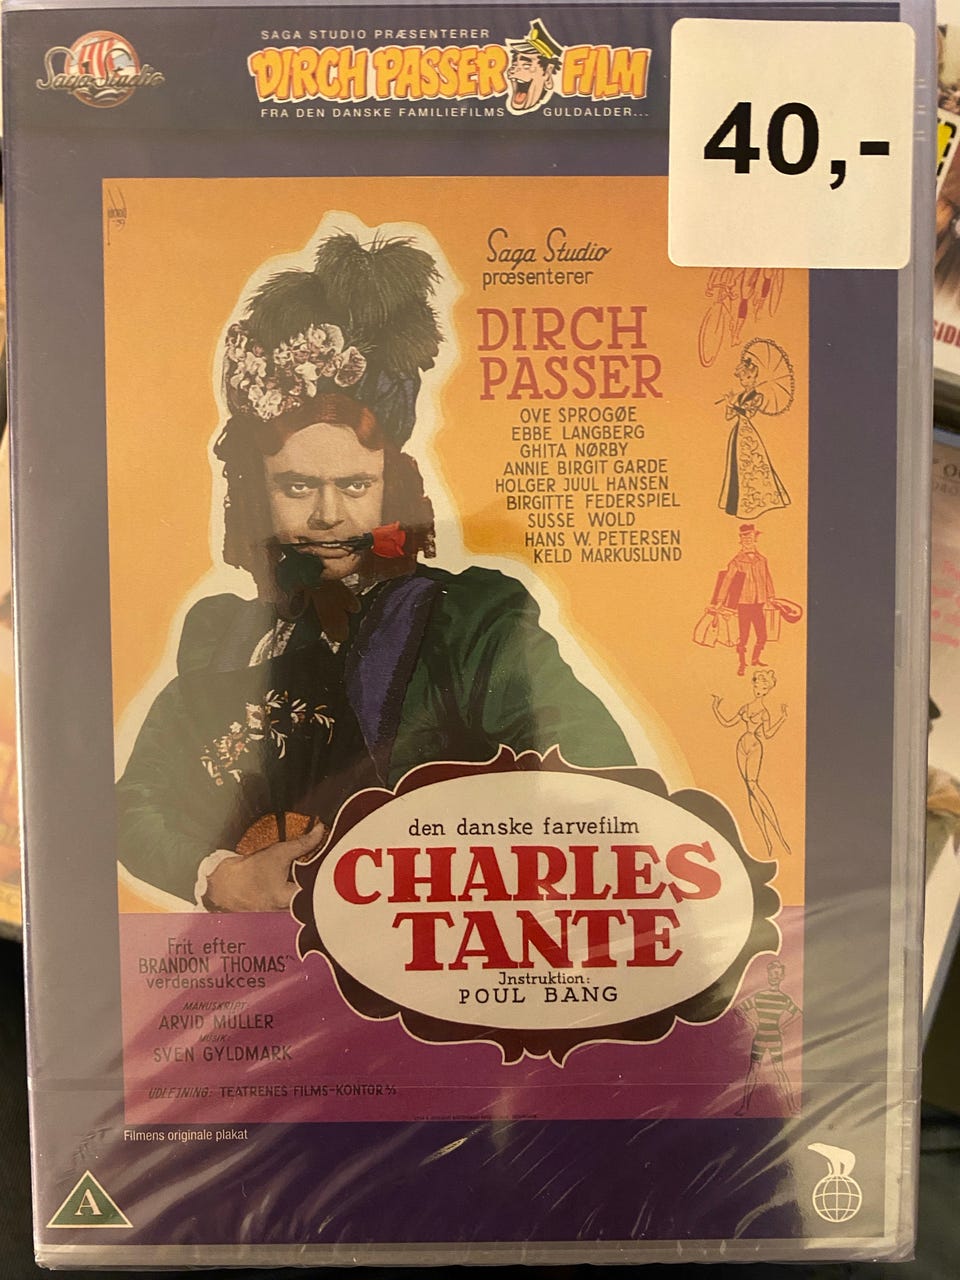 Saga Studio
SAGA STUDIO PRÆSENTERER
DIRCH PASSER FILM
FRA DEN DANSKE FAMILIEFILMS GULDALDER...
40,-
Saga Studio
præsenterer
DIRCH
PASSER
OVE SPROGØE
EBBE LANGBERG
GHITA NØRBY
ANNIE BIRGIT GARDE
HOLGER JUUL HANSEN
BIRGITTE FEDERSPIEL
SUSSE WOLD
HANS W. PETERSEN
KELD MARKUSLUND
den danske farvefilm
CHARLES
TANTE
Instruktion:
POUL BANG
Frit efter
BRANDON THOMAS'
verdenssukces
MANUSKRIPT:
ARVID MÜLLER
MUSIK:
SVEN GYLDMARK
UDLEJNING: TEATRENES FILMS-KONTOR A/S
Filmens originale plakat
A